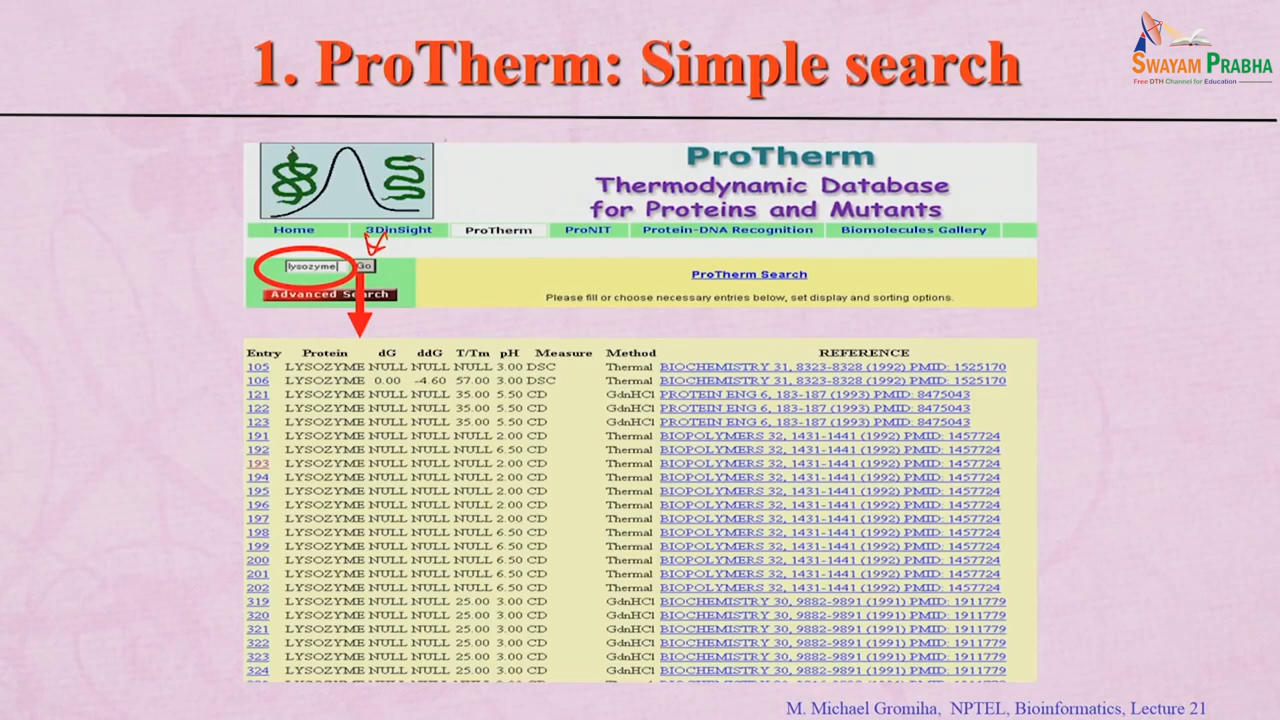 1. ProTherm: Simple search
SWAYAM PRABHA
Free DTH Channel for Education
ProTherm
Thermodynamic Database
for Proteins and Mutants
Home 3DinSight ProTherm ProNIT Protein-DNA Recognition Biomolecules Gallery
lysozyme Go
Advanced Search
ProTherm Search
Please fill or choose necessary entries below, set display and sorting options.
Entry Protein dG ddG T/Tm pH Measure Method REFERENCE
105 LYSOZYME NULL NULL NULL 3.00 DSC Thermal BIOCHEMISTRY 31, 8323-8328 (1992) PMID: 1525170
106 LYSOZYME 0.00 -4.60 57.00 3.00 DSC Thermal BIOCHEMISTRY 31, 8323-8328 (1992) PMID: 1525170
121 LYSOZYME NULL NULL 35.00 5.50 CD GdnHCl PROTEIN ENG 6, 183-187 (1993) PMID: 8475043
122 LYSOZYME NULL NULL 35.00 5.50 CD GdnHCl PROTEIN ENG 6, 183-187 (1993) PMID: 8475043
123 LYSOZYME NULL NULL 35.00 5.50 CD GdnHCl PROTEIN ENG 6, 183-187 (1993) PMID: 8475043
191 LYSOZYME NULL NULL NULL 2.00 CD Thermal BIOPOLYMERS 32, 1431-1441 (1992) PMID: 1457724
192 LYSOZYME NULL NULL NULL 6.50 CD Thermal BIOPOLYMERS 32, 1431-1441 (1992) PMID: 1457724
193 LYSOZYME NULL NULL NULL 2.00 CD Thermal BIOPOLYMERS 32, 1431-1441 (1992) PMID: 1457724
194 LYSOZYME NULL NULL NULL 2.00 CD Thermal BIOPOLYMERS 32, 1431-1441 (1992) PMID: 1457724
195 LYSOZYME NULL NULL NULL 2.00 CD Thermal BIOPOLYMERS 32, 1431-1441 (1992) PMID: 1457724
196 LYSOZYME NULL NULL NULL 2.00 CD Thermal BIOPOLYMERS 32, 1431-1441 (1992) PMID: 1457724
197 LYSOZYME NULL NULL NULL 2.00 CD Thermal BIOPOLYMERS 32, 1431-1441 (1992) PMID: 1457724
198 LYSOZYME NULL NULL NULL 6.50 CD Thermal BIOPOLYMERS 32, 1431-1441 (1992) PMID: 1457724
199 LYSOZYME NULL NULL NULL 6.50 CD Thermal BIOPOLYMERS 32, 1431-1441 (1992) PMID: 1457724
200 LYSOZYME NULL NULL NULL 6.50 CD Thermal BIOPOLYMERS 32, 1431-1441 (1992) PMID: 1457724
201 LYSOZYME NULL NULL NULL 6.50 CD Thermal BIOPOLYMERS 32, 1431-1441 (1992) PMID: 1457724
202 LYSOZYME NULL NULL NULL 6.50 CD Thermal BIOPOLYMERS 32, 1431-1441 (1992) PMID: 1457724
319 LYSOZYME NULL NULL 25.00 3.00 CD GdnHCl BIOCHEMISTRY 30, 9882-9891 (1991) PMID: 1911779
320 LYSOZYME NULL NULL 25.00 3.00 CD GdnHCl BIOCHEMISTRY 30, 9882-9891 (1991) PMID: 1911779
321 LYSOZYME NULL NULL 25.00 3.00 CD GdnHCl BIOCHEMISTRY 30, 9882-9891 (1991) PMID: 1911779
322 LYSOZYME NULL NULL 25.00 3.00 CD GdnHCl BIOCHEMISTRY 30, 9882-9891 (1991) PMID: 1911779
323 LYSOZYME NULL NULL 25.00 3.00 CD GdnHCl BIOCHEMISTRY 30, 9882-9891 (1991) PMID: 1911779
324 LYSOZYME NULL NULL 25.00 3.00 CD GdnHCl BIOCHEMISTRY 30, 9882-9891 (1991) PMID: 1911779
M. Michael Gromiha, NPTEL, Bioinformatics, Lecture 21